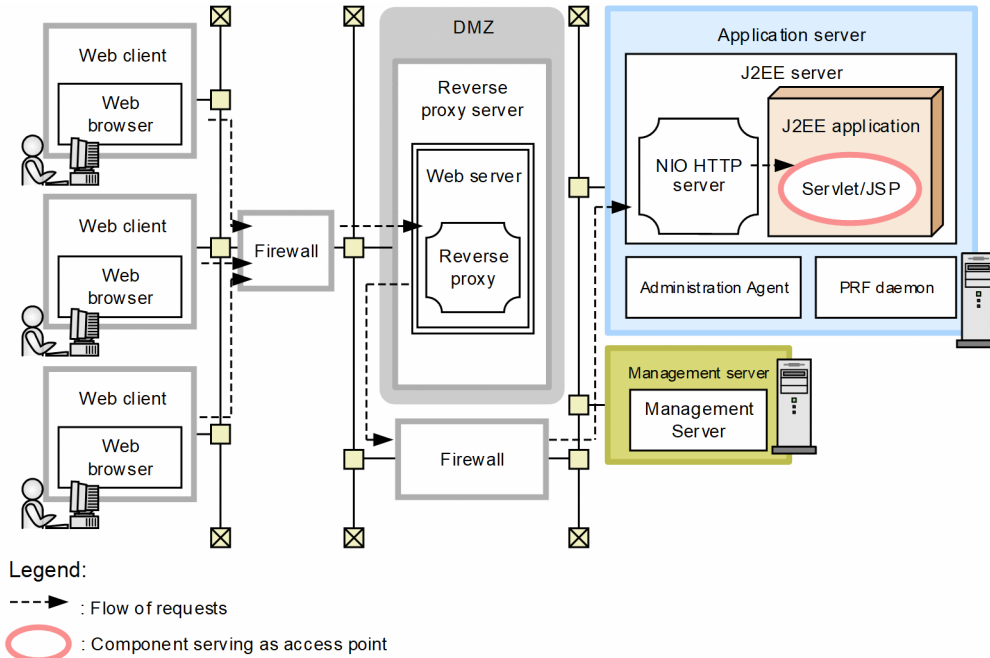 Web client
Web
browser
Web client
Web
browser
Web client
Web
browser
Firewall
DMZ
Reverse
proxy server
Web server
Reverse
proxy
Firewall
Application server
J2EE server
J2EE application
NIO HTTP
server
Servlet/JSP
Administration Agent
PRF daemon
Management server
Management
Server
Legend:
: Flow of requests
: Component serving as access point